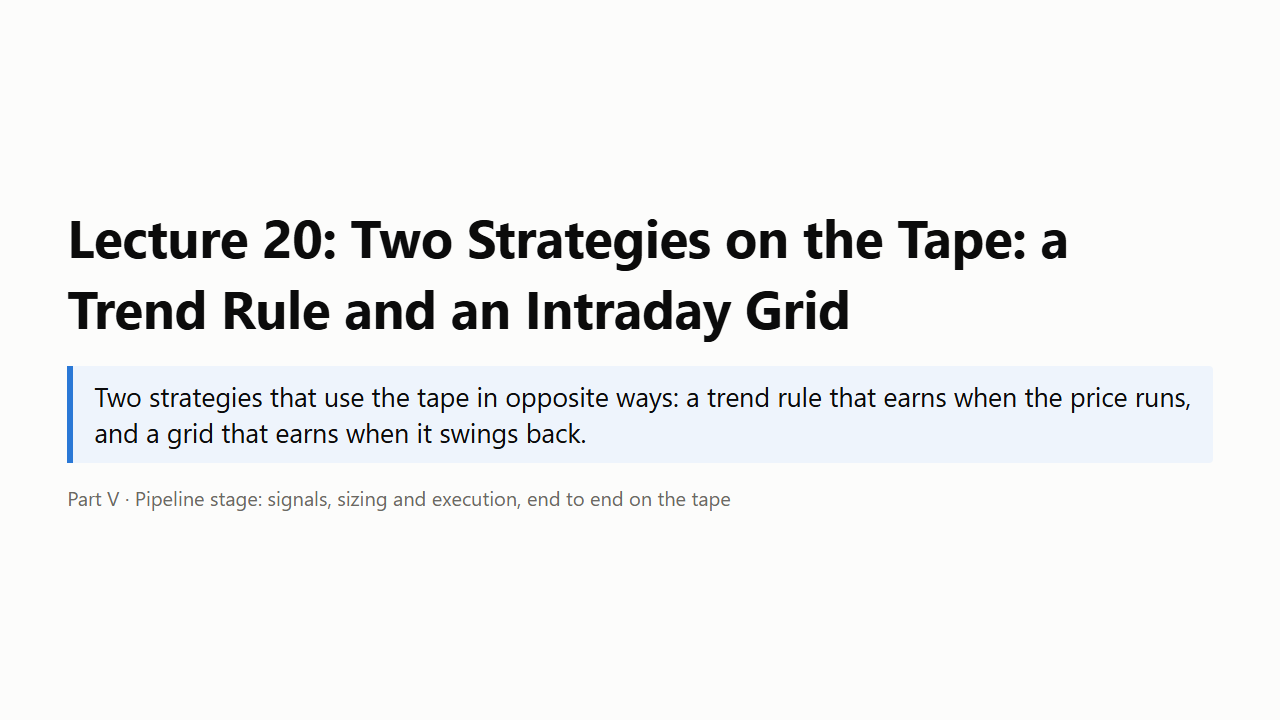 Lecture 20: Two Strategies on the Tape: a
Trend Rule and an Intraday Grid
Two strategies that use the tape in opposite ways: a trend rule that earns when the price runs,
and a grid that earns when it swings back.
Part V · Pipeline stage: signals, sizing and execution, end to end on the tape